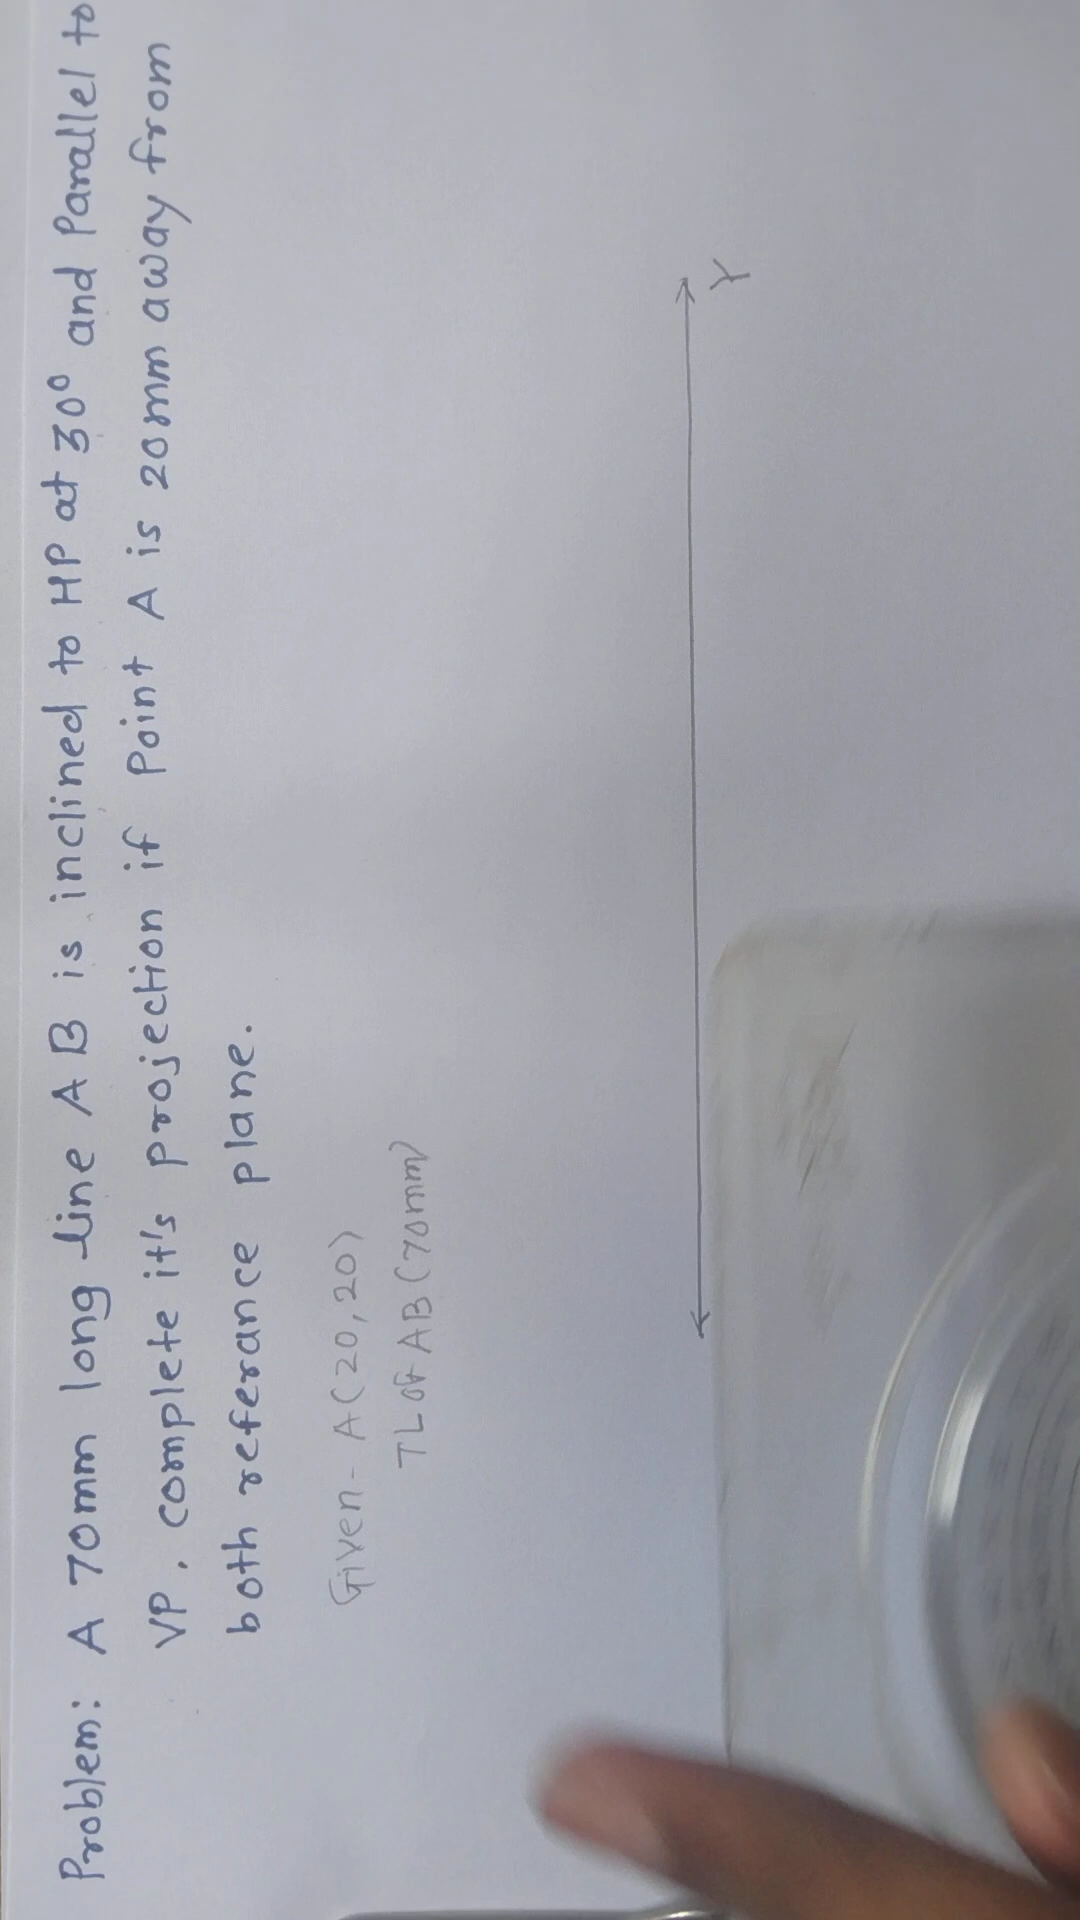 Problem: A 70mm long line AB is inclined to HP at 30° and Parallel to
VP, complete it's projection if Point A is 20mm away from
both referance plane.
Given- A(20,20)
TL of AB (70mm)
Y